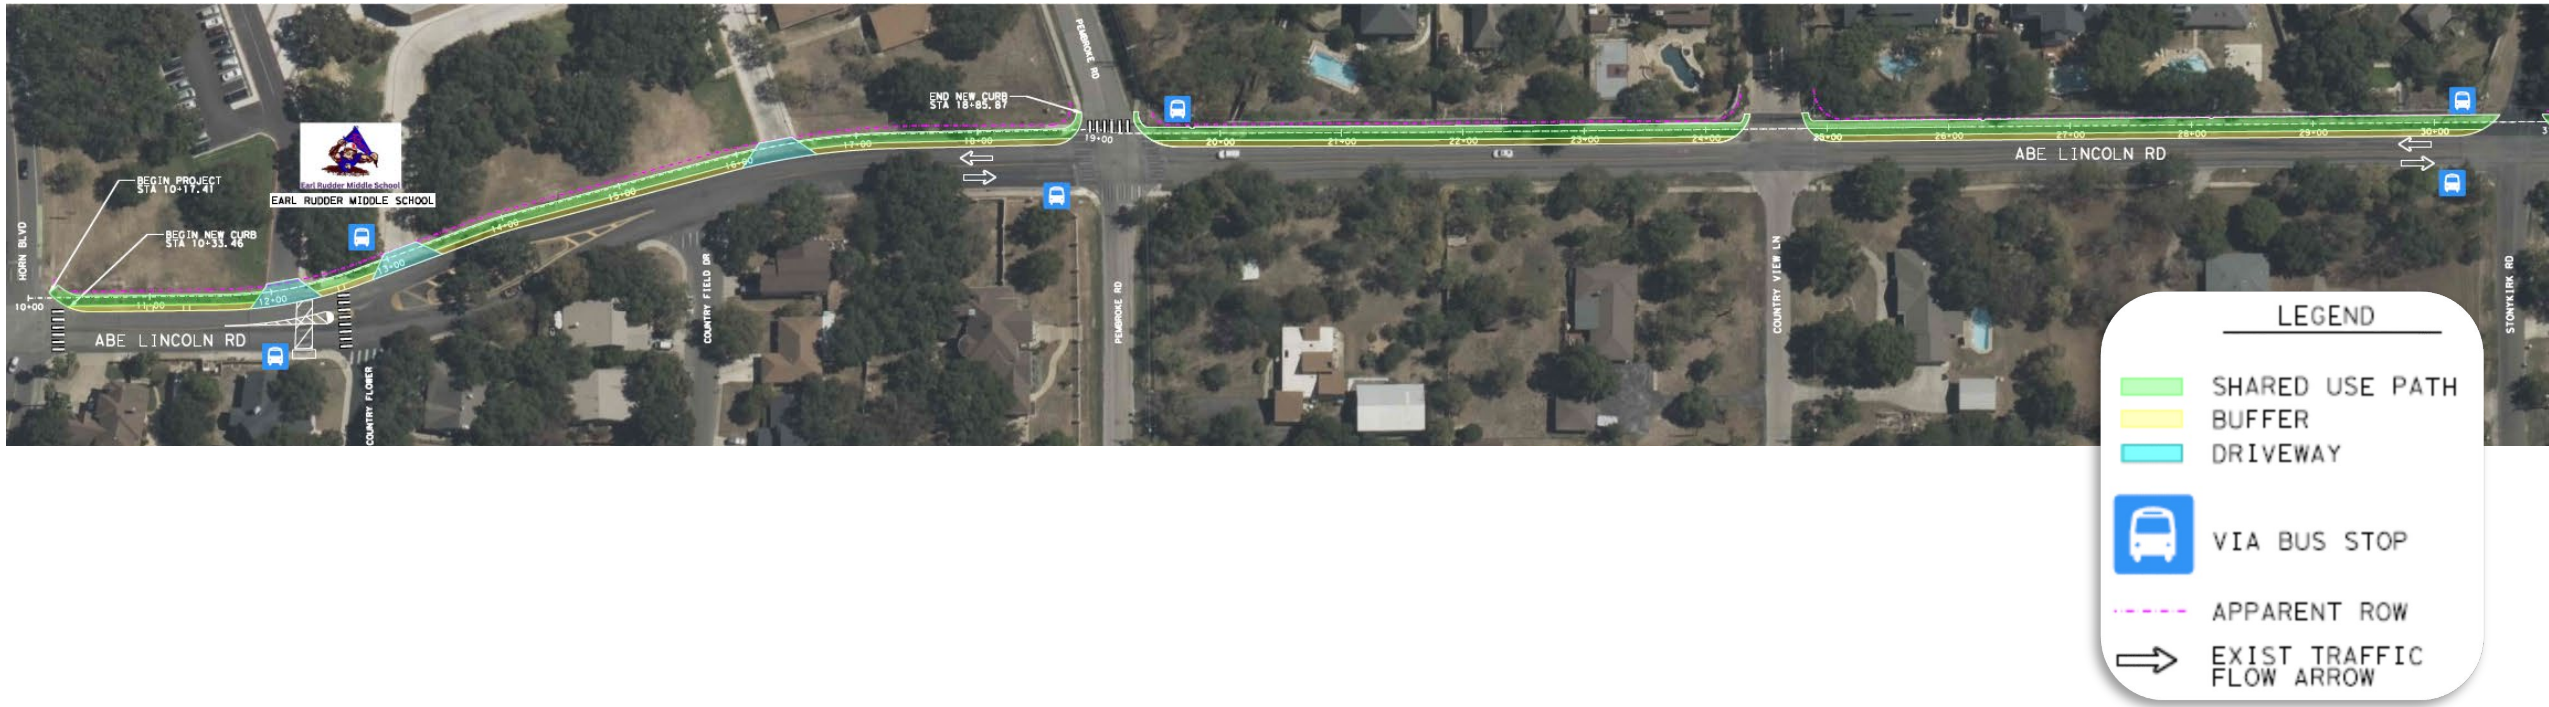 PEMBROKE RD
END NEW CURB
STA 18+85.87
BEGIN PROJECT
STA 10+17.41
Earl Rudder Middle School
EARL RUDDER MIDDLE SCHOOL
BEGIN NEW CURB
STA 10+33.46
HORN BLVD
10+00
11+00
12+00
13+00
14+00
15+00
16+00
17+00
18+00
19+00
20+00
21+00
22+00
23+00
24+00
25+00
26+00
27+00
28+00
29+00
30+00
3
ABE LINCOLN RD
ABE LINCOLN RD
COUNTRY FLOWER
COUNTRY FIELD DR
PEMBROKE RD
COUNTRY VIEW LN
STONYKIRK RD
LEGEND
SHARED USE PATH
BUFFER
DRIVEWAY
VIA BUS STOP
APPARENT ROW
EXIST TRAFFIC
FLOW ARROW